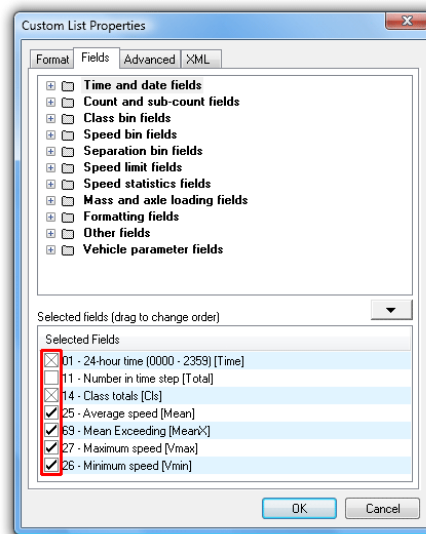 Custom List Properties
Format Fields Advanced XML
Time and date fields
Count and sub-count fields
Class bin fields
Speed bin fields
Separation bin fields
Speed limit fields
Speed statistics fields
Mass and axle loading fields
Formatting fields
Other fields
Vehicle parameter fields
Selected fields (drag to change order)
Selected Fields
01 - 24-hour time (0000 - 2359) [Time]
11 - Number in time step [Total]
14 - Class totals [Cls]
25 - Average speed [Mean]
69 - Mean Exceeding [MeanX]
27 - Maximum speed [Vmax]
26 - Minimum speed [Vmin]
OK Cancel